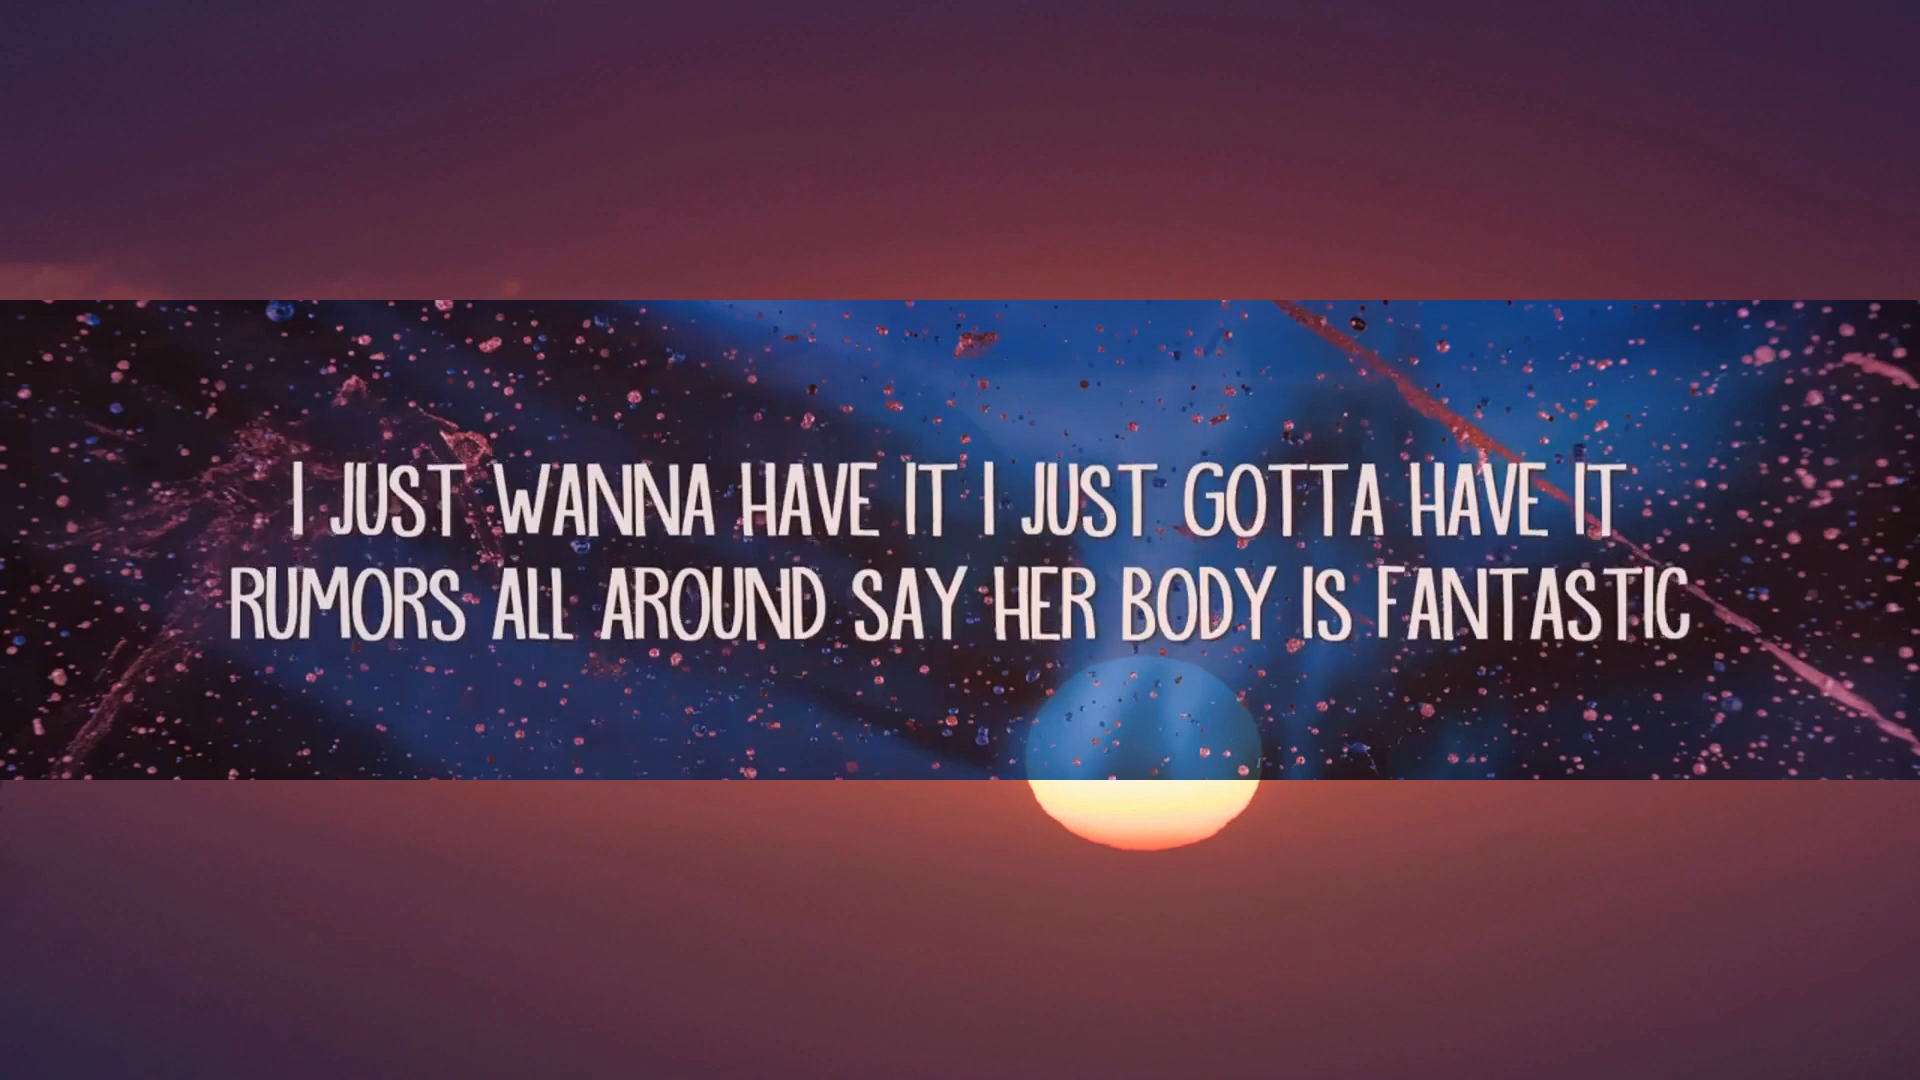 I JUST WANNA HAVE IT I JUST GOTTA HAVE IT
RUMORS ALL AROUND SAY HER BODY IS FANTASTIC